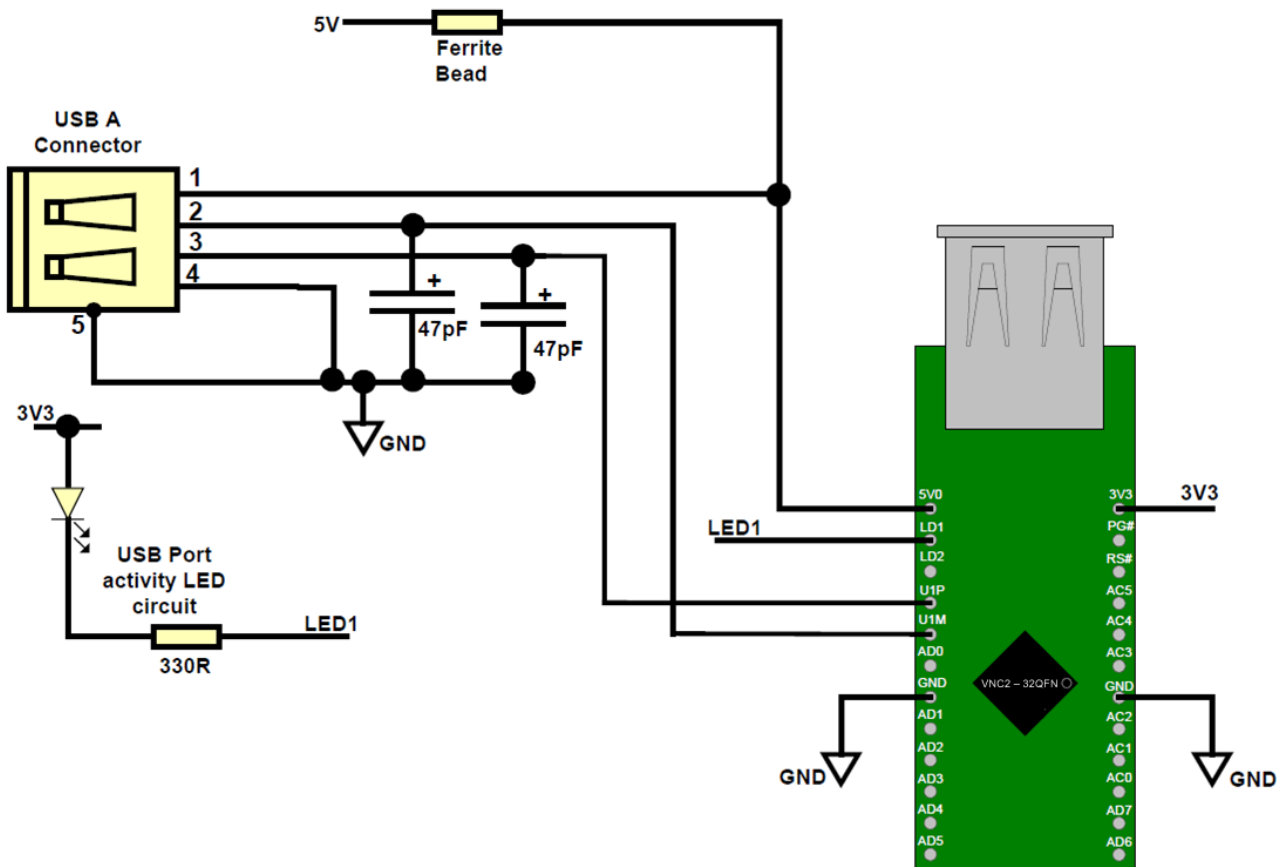 5V
Ferrite
Bead
USB A
Connector
1
2
3
4
5
+
47pF
+
47pF
GND
3V3
USB Port
activity LED
circuit
LED1
330R
LED1
5V0
LD1
LD2
U1P
U1M
AD0
GND
AD1
AD2
AD3
AD4
AD5
GND
VNC2 – 32QFN
3V3
3V3
PG#
RS#
AC5
AC4
AC3
GND
AC2
AC1
AC0
AD7
AD6
GND